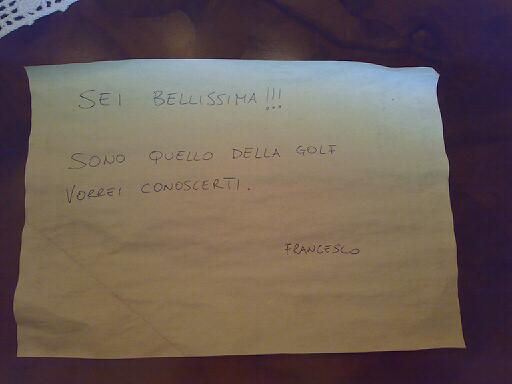 SEI BELLISSIMA!!!
SONO QUELLO DELLA GOLF
VORREI CONOSCERTI.
FRANCESCO